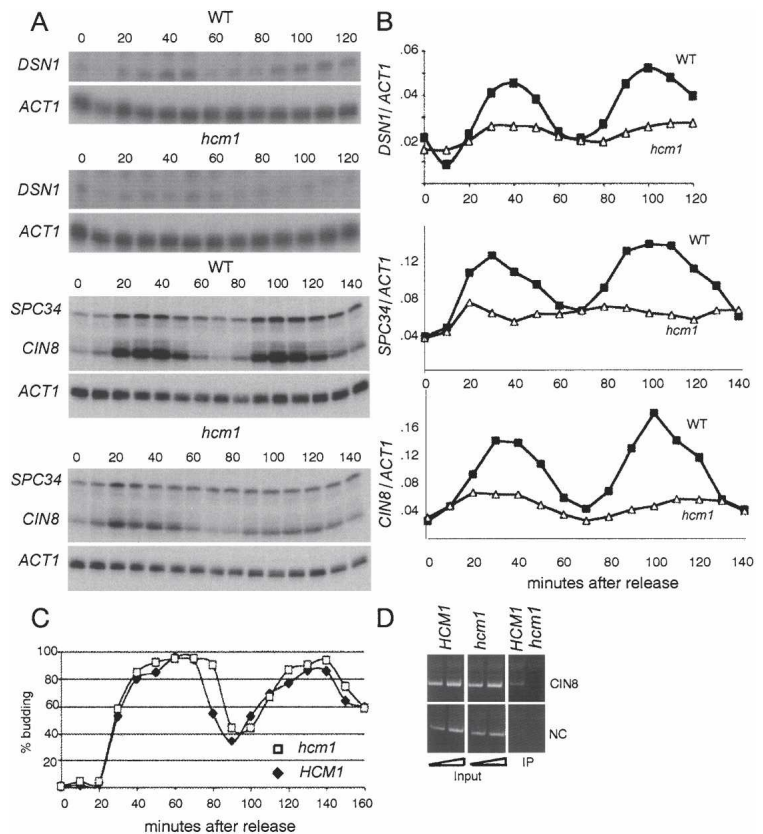 A
WT
0 20 40 60 80 100 120
DSN1
ACT1
hcm1
0 20 40 60 80 100 120
DSN1
ACT1
WT
0 20 40 60 80 100 120 140
SPC34
CIN8
ACT1
hcm1
0 20 40 60 80 100 120 140
SPC34
CIN8
ACT1
B
DSN1/ACT1
.06
.04
.02
WT
hcm1
0 20 40 60 80 100 120
SPC34/ACT1
.12
.08
.04
WT
hcm1
0 20 40 60 80 100 120 140
CIN8/ACT1
.16
.12
.08
.04
WT
hcm1
0 20 40 60 80 100 120 140
minutes after release
C
% budding
100
80
60
40
20
hcm1
HCM1
0 20 40 60 80 100 120 140 160
minutes after release
D
HCM1 hcm1 HCM1 hcm1
CIN8
NC
Input IP